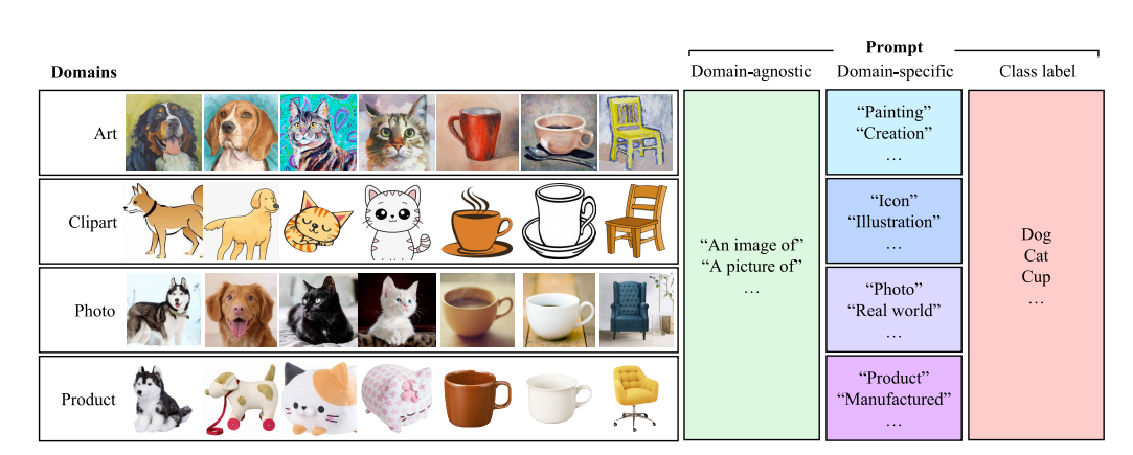 Prompt
Domains
Domain-agnostic
Domain-specific
Class label
Art
Clipart
Photo
Product
“An image of”
“A picture of”
…
“Painting”
“Creation”
…
“Icon”
“Illustration”
…
“Photo”
“Real world”
…
“Product”
“Manufactured”
…
Dog
Cat
Cup
…